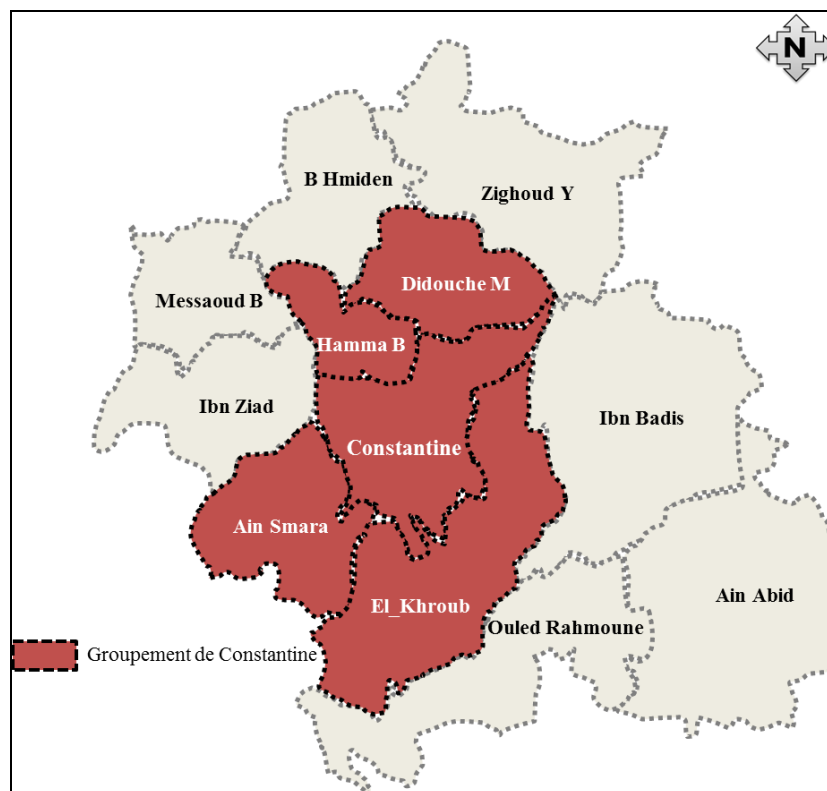 N
B Hmiden
Zighoud Y
Didouche M
Messaoud B
Hamma B
Ibn Ziad
Ibn Badis
Constantine
Ain Smara
Ain Abid
El_Khroub
Ouled Rahmoune
Groupement de Constantine